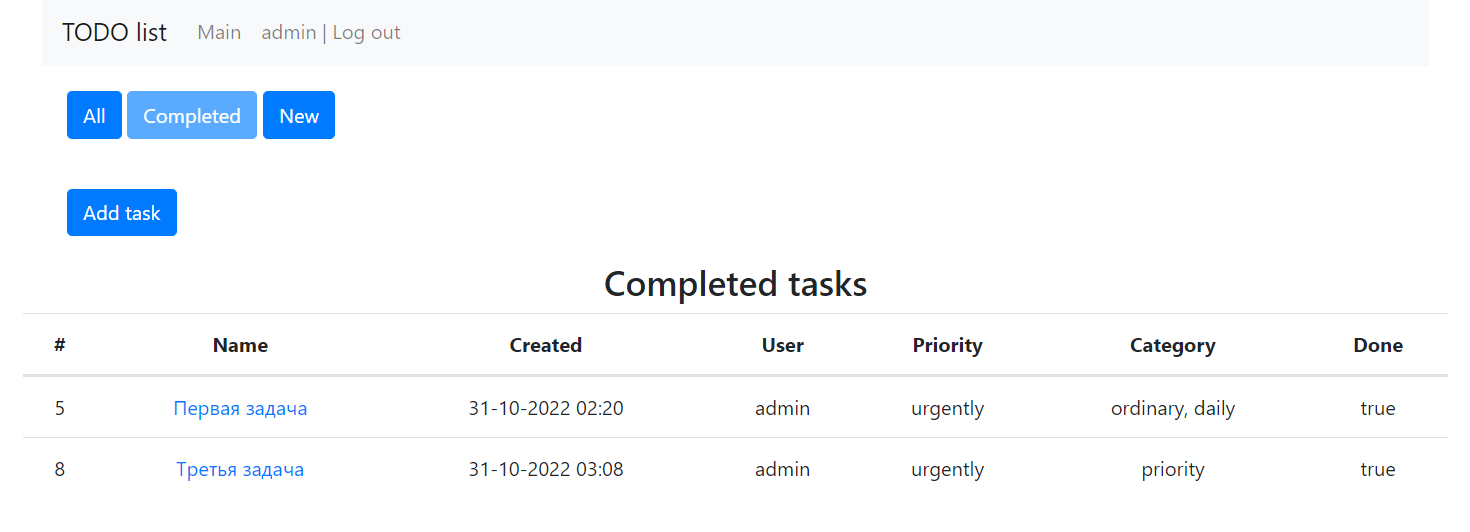 TODO list Main admin | Log out
All Completed New
Add task
Completed tasks
# Name Created User Priority Category Done
5 Первая задача 31-10-2022 02:20 admin urgently ordinary, daily true
8 Третья задача 31-10-2022 03:08 admin urgently priority true